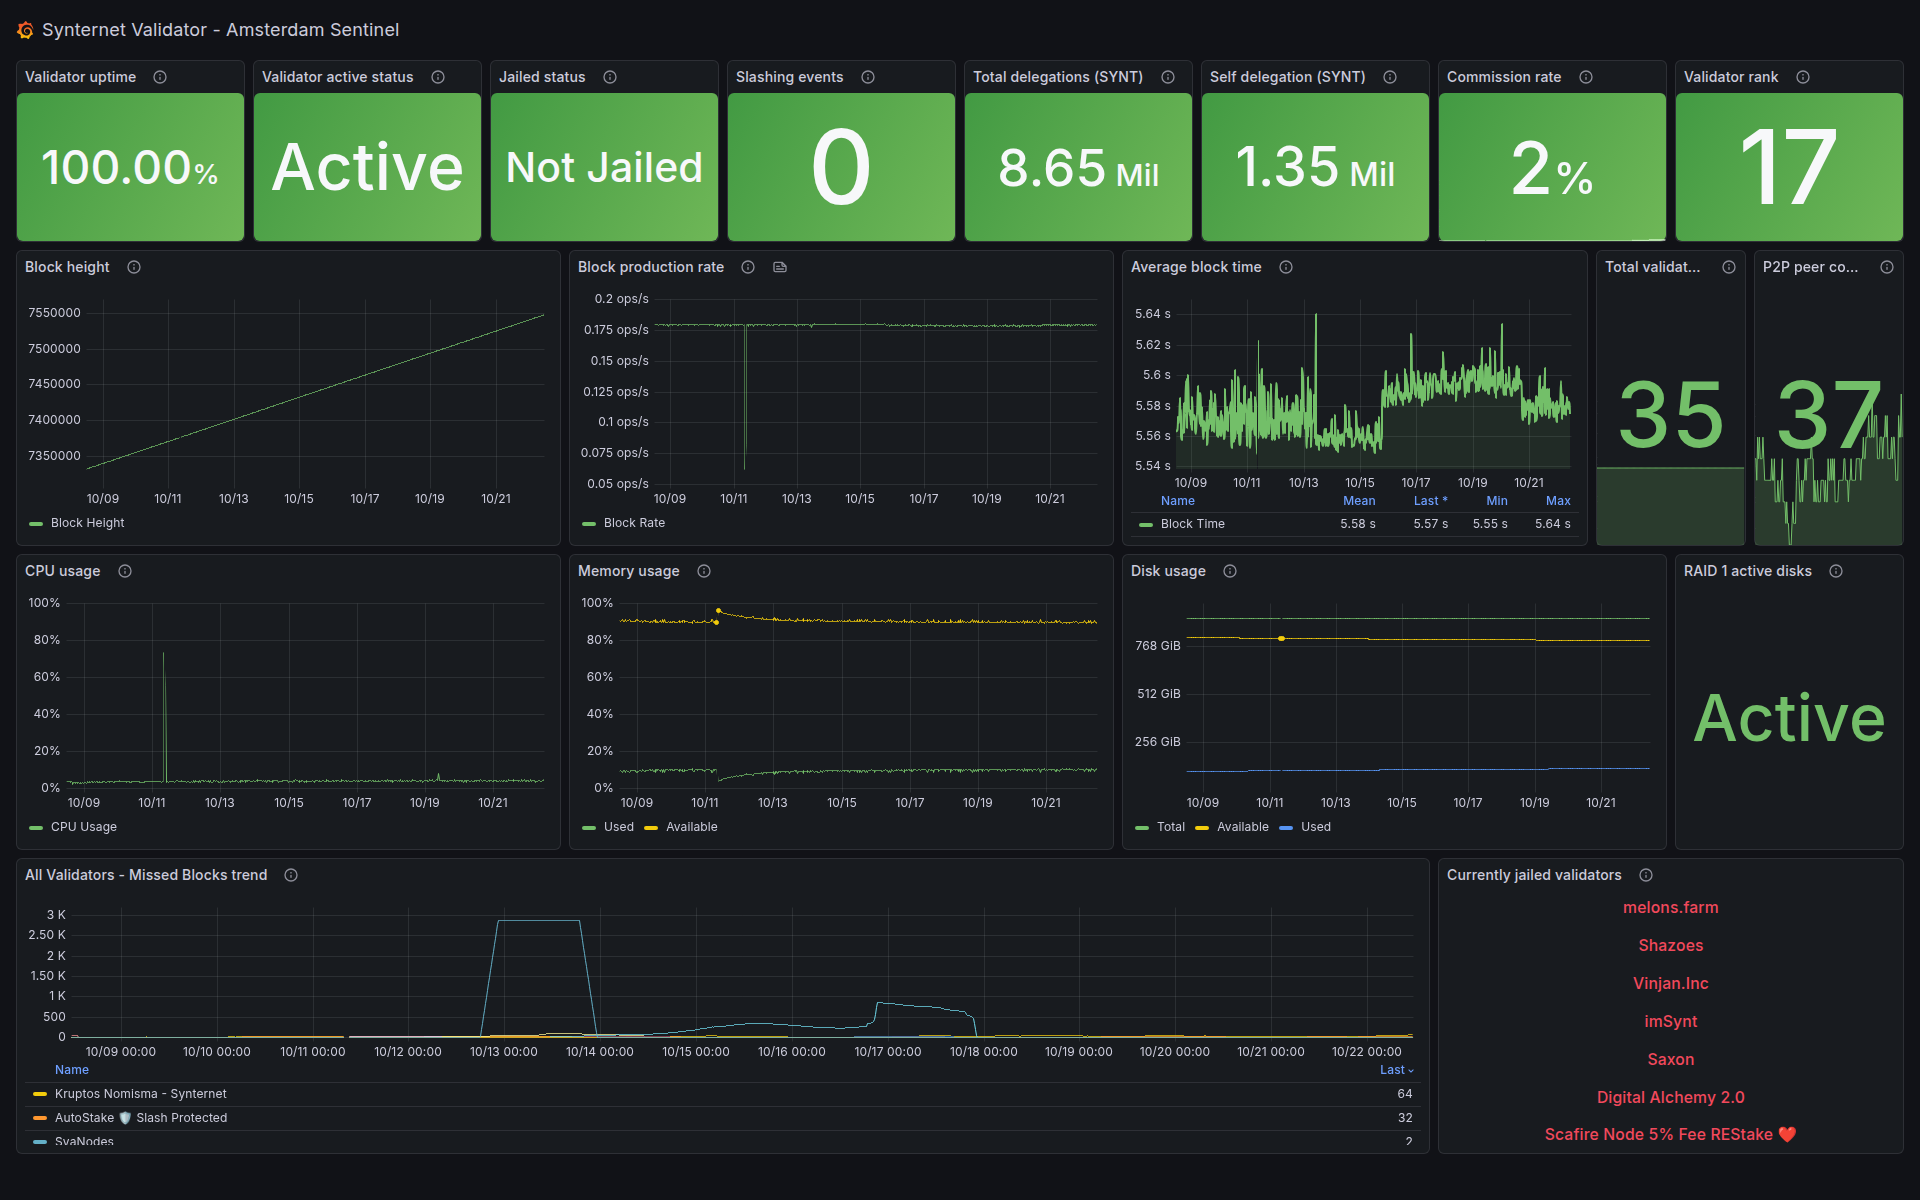 Synternet Validator - Amsterdam Sentinel
Validator uptime
100.00%
Validator active status
Active
Jailed status
Not Jailed
Slashing events
0
Total delegations (SYNT)
8.65 Mil
Self delegation (SYNT)
1.35 Mil
Commission rate
2%
Validator rank
17
Block height
7550000
7500000
7450000
7400000
7350000
10/09 10/11 10/13 10/15 10/17 10/19 10/21
Block Height
Block production rate
0.2 ops/s
0.175 ops/s
0.15 ops/s
0.125 ops/s
0.1 ops/s
0.075 ops/s
0.05 ops/s
10/09 10/11 10/13 10/15 10/17 10/19 10/21
Block Rate
Average block time
5.64 s
5.62 s
5.6 s
5.58 s
5.56 s
5.54 s
10/09 10/11 10/13 10/15 10/17 10/19 10/21
Name Mean Last * Min Max
Block Time 5.58 s 5.57 s 5.55 s 5.64 s
Total validat...
35
P2P peer co...
37
CPU usage
100%
80%
60%
40%
20%
0%
10/09 10/11 10/13 10/15 10/17 10/19 10/21
CPU Usage
Memory usage
100%
80%
60%
40%
20%
0%
10/09 10/11 10/13 10/15 10/17 10/19 10/21
Used Available
Disk usage
768 GiB
512 GiB
256 GiB
10/09 10/11 10/13 10/15 10/17 10/19 10/21
Total Available Used
RAID 1 active disks
Active
All Validators - Missed Blocks trend
3 K
2.50 K
2 K
1.50 K
1 K
500
0
10/09 00:00 10/10 00:00 10/11 00:00 10/12 00:00 10/13 00:00 10/14 00:00 10/15 00:00 10/16 00:00 10/17 00:00 10/18 00:00 10/19 00:00 10/20 00:00 10/21 00:00 10/22 00:00
Name Last
Kruptos Nomisma - Synternet 64
AutoStake 🛡️ Slash Protected 32
SvaNodes 2
Currently jailed validators
melons.farm
Shazoes
Vinjan.Inc
imSynt
Saxon
Digital Alchemy 2.0
Scafire Node 5% Fee REStake ❤️